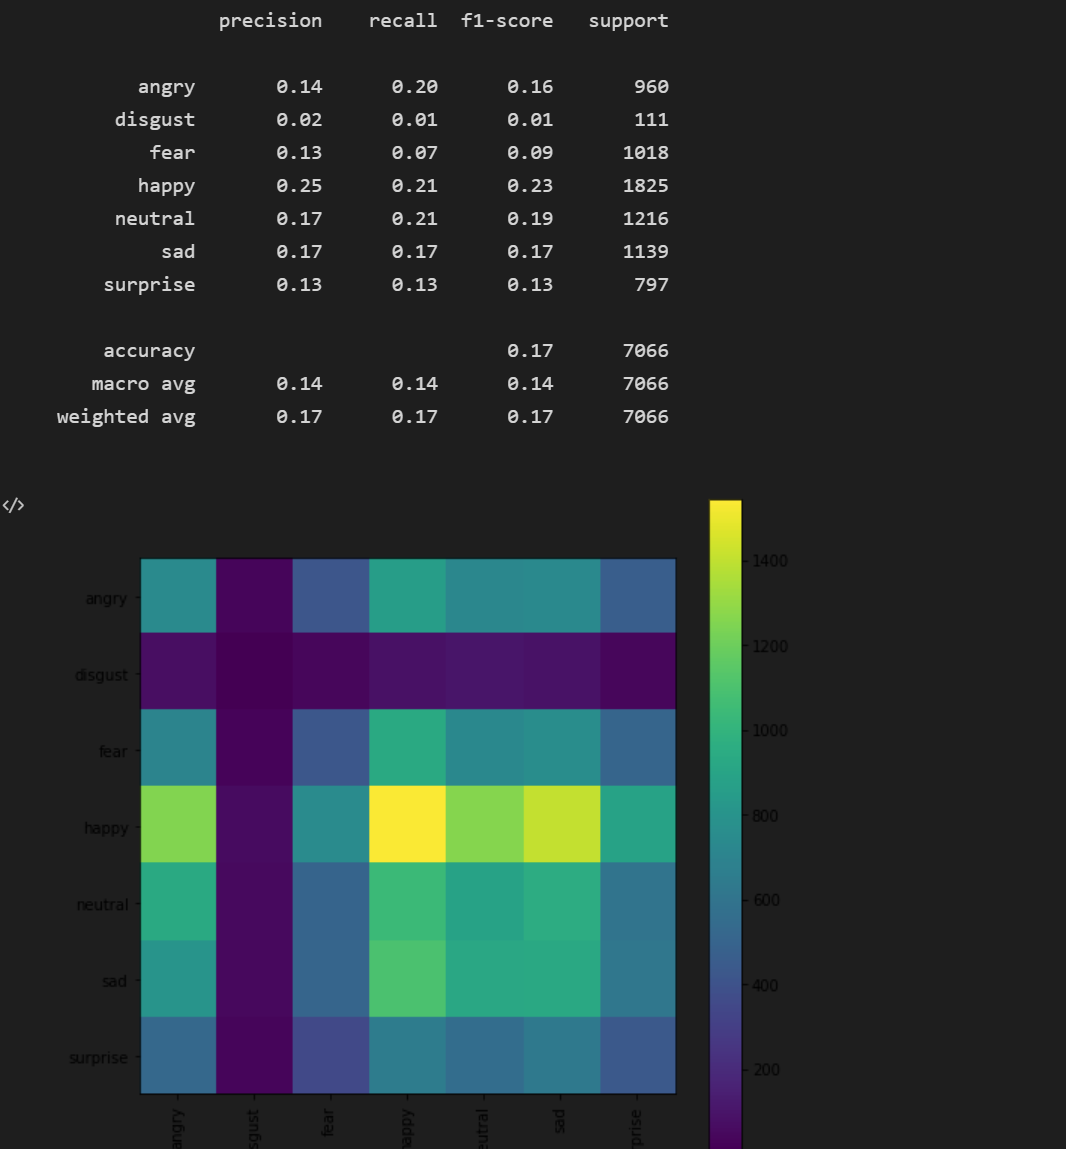 precision recall f1-score support
angry 0.14 0.20 0.16 960
disgust 0.02 0.01 0.01 111
fear 0.13 0.07 0.09 1018
happy 0.25 0.21 0.23 1825
neutral 0.17 0.21 0.19 1216
sad 0.17 0.17 0.17 1139
surprise 0.13 0.13 0.13 797
accuracy 0.17 7066
macro avg 0.14 0.14 0.14 7066
weighted avg 0.17 0.17 0.17 7066
</>
angry
disgust
fear
happy
neutral
sad
surprise
1400
1200
1000
800
600
400
200
angry
sgust
fear
appy
eutral
sad
prise